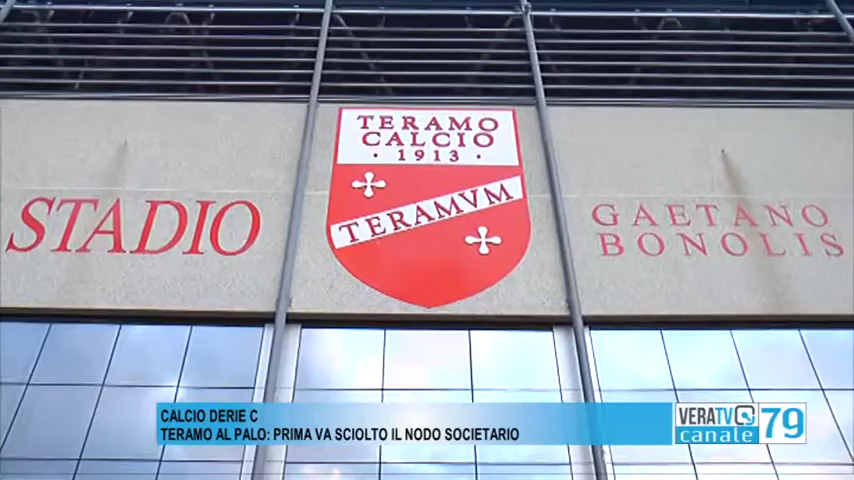 TERAMO
CALCIO
·1913·
TERAMVM
STADIO
GAETANO
BONOLIS
CALCIO DERIE C
TERAMO AL PALO: PRIMA VA SCIOLTO IL NODO SOCIETARIO
VERATV
canale
79